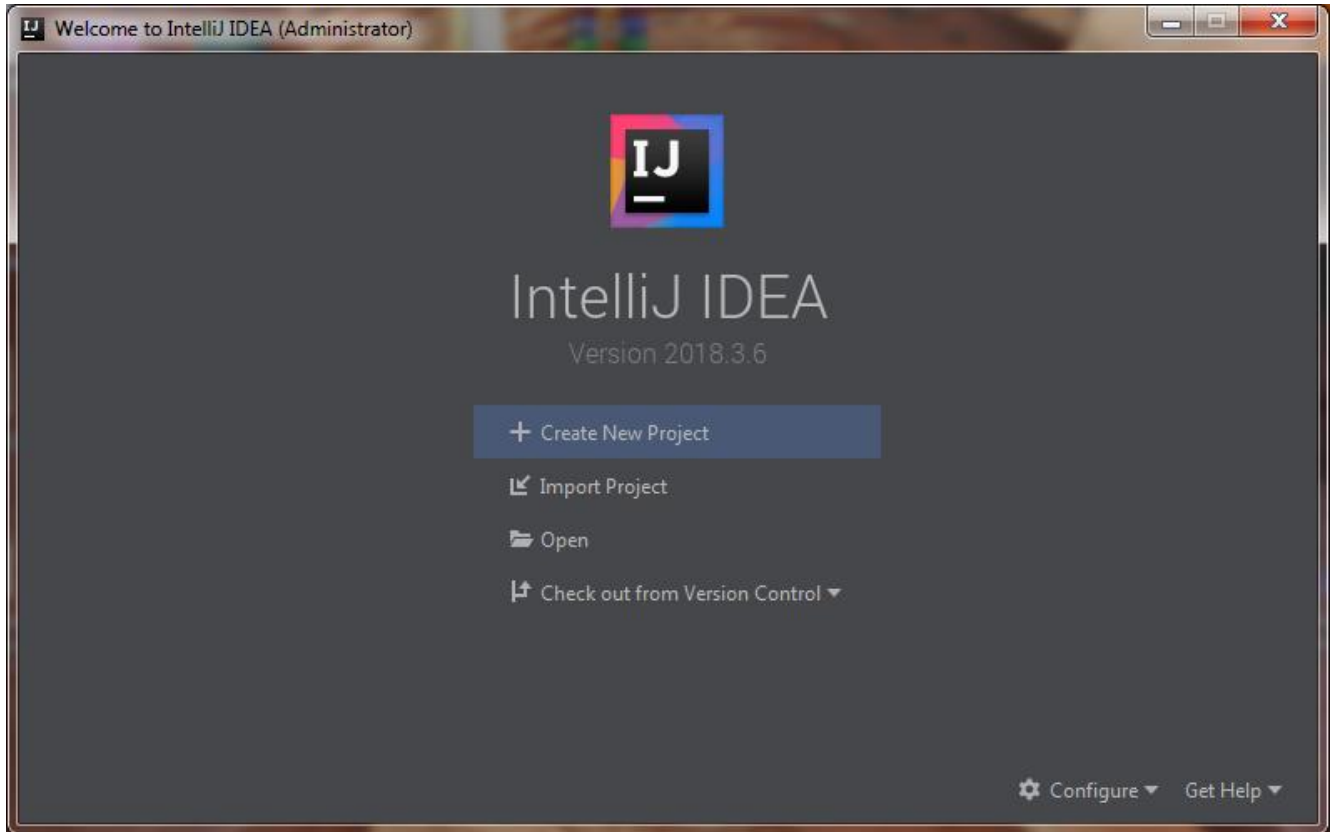 Welcome to IntelliJ IDEA (Administrator)
IJ
IntelliJ IDEA
Version 2018.3.6
Create New Project
Import Project
Open
Check out from Version Control
Configure Get Help